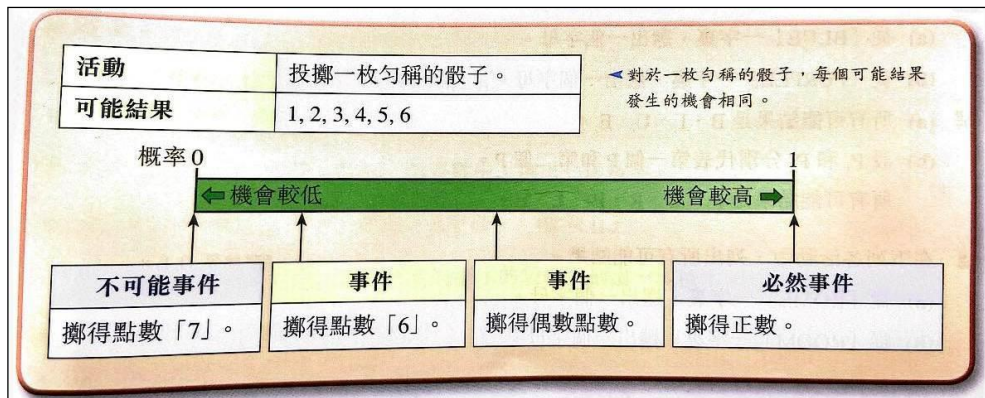 活動 投擲一枚勻稱的骰子。
可能結果 1, 2, 3, 4, 5, 6
◄ 對於一枚勻稱的骰子，每個可能結果
發生的機會相同。
概率 0 1
機會較低 機會較高
不可能事件 事件 事件 必然事件
擲得點數「7」。 擲得點數「6」。 擲得偶數點數。 擲得正數。